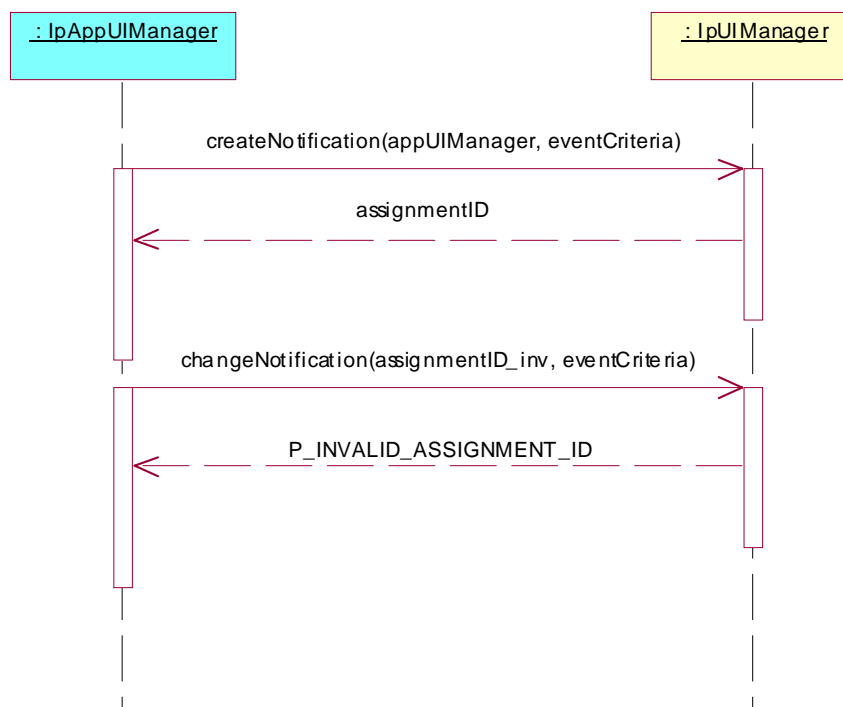 : IpAppUIManager
: IpUIManager
createNotification(appUIManager, eventCriteria)
assignmentID
changeNotification(assignmentID_inv, eventCriteria)
P_INVALID_ASSIGNMENT_ID